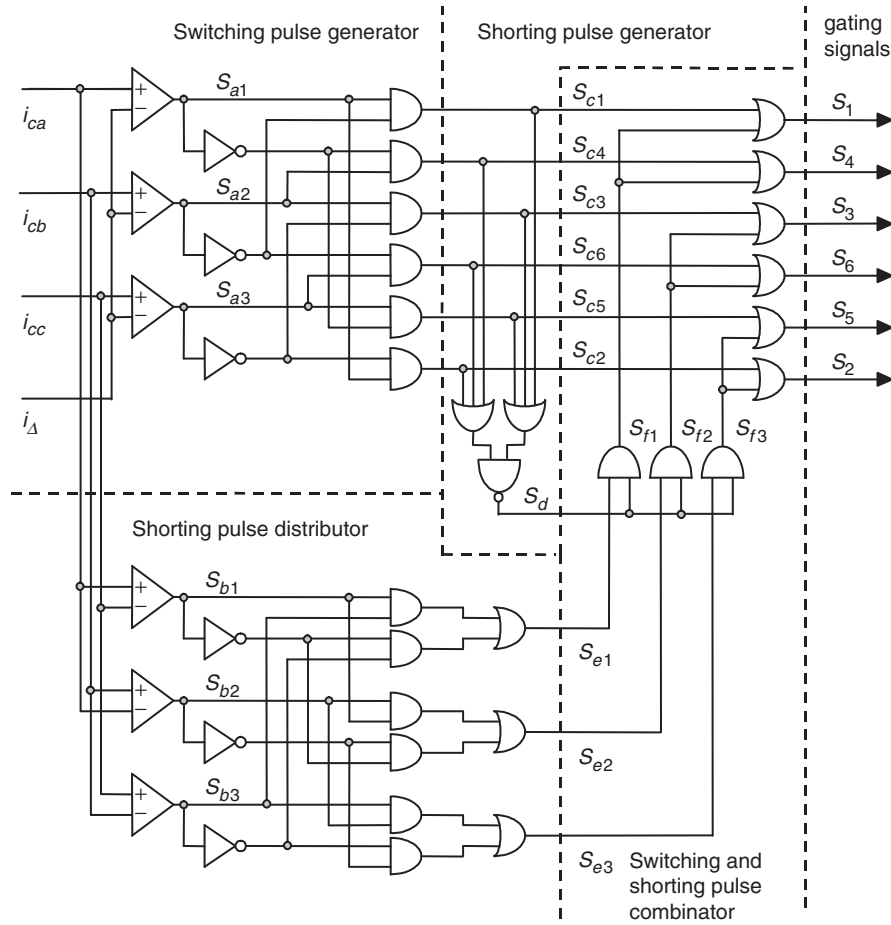 Switching pulse generator
Shorting pulse generator
gating
signals
i_ca
+
−
S_a1
S_c1
S_1
S_c4
S_4
i_cb
+
−
S_a2
S_c3
S_3
S_c6
S_6
i_cc
+
−
S_a3
S_c5
S_5
S_c2
S_2
i_Δ
S_f1
S_f2
S_f3
S_d
Shorting pulse distributor
+
−
S_b1
S_e1
+
−
S_b2
S_e2
+
−
S_b3
S_e3
Switching and
shorting pulse
combinator